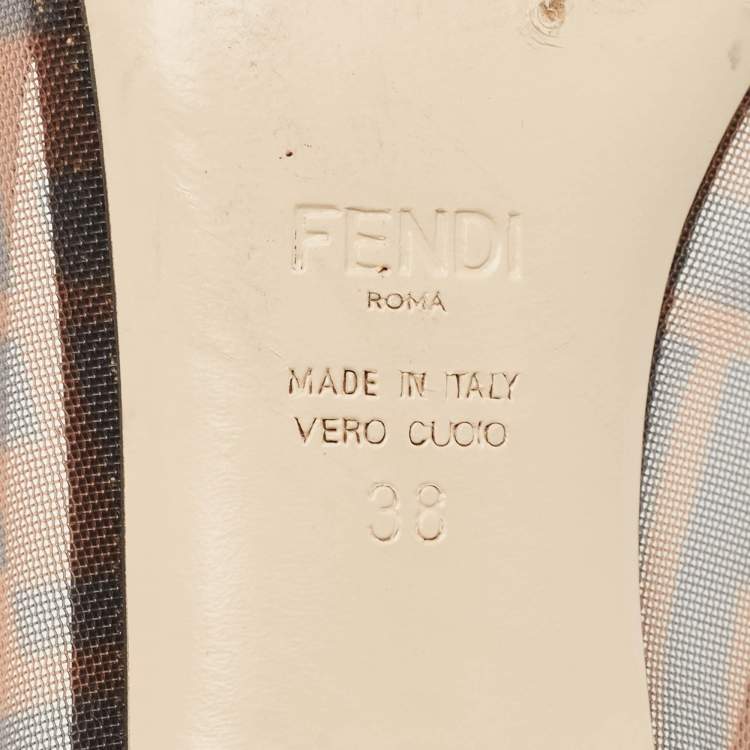 FENDI
ROMA
MADE IN ITALY
VERO CUOIO
38